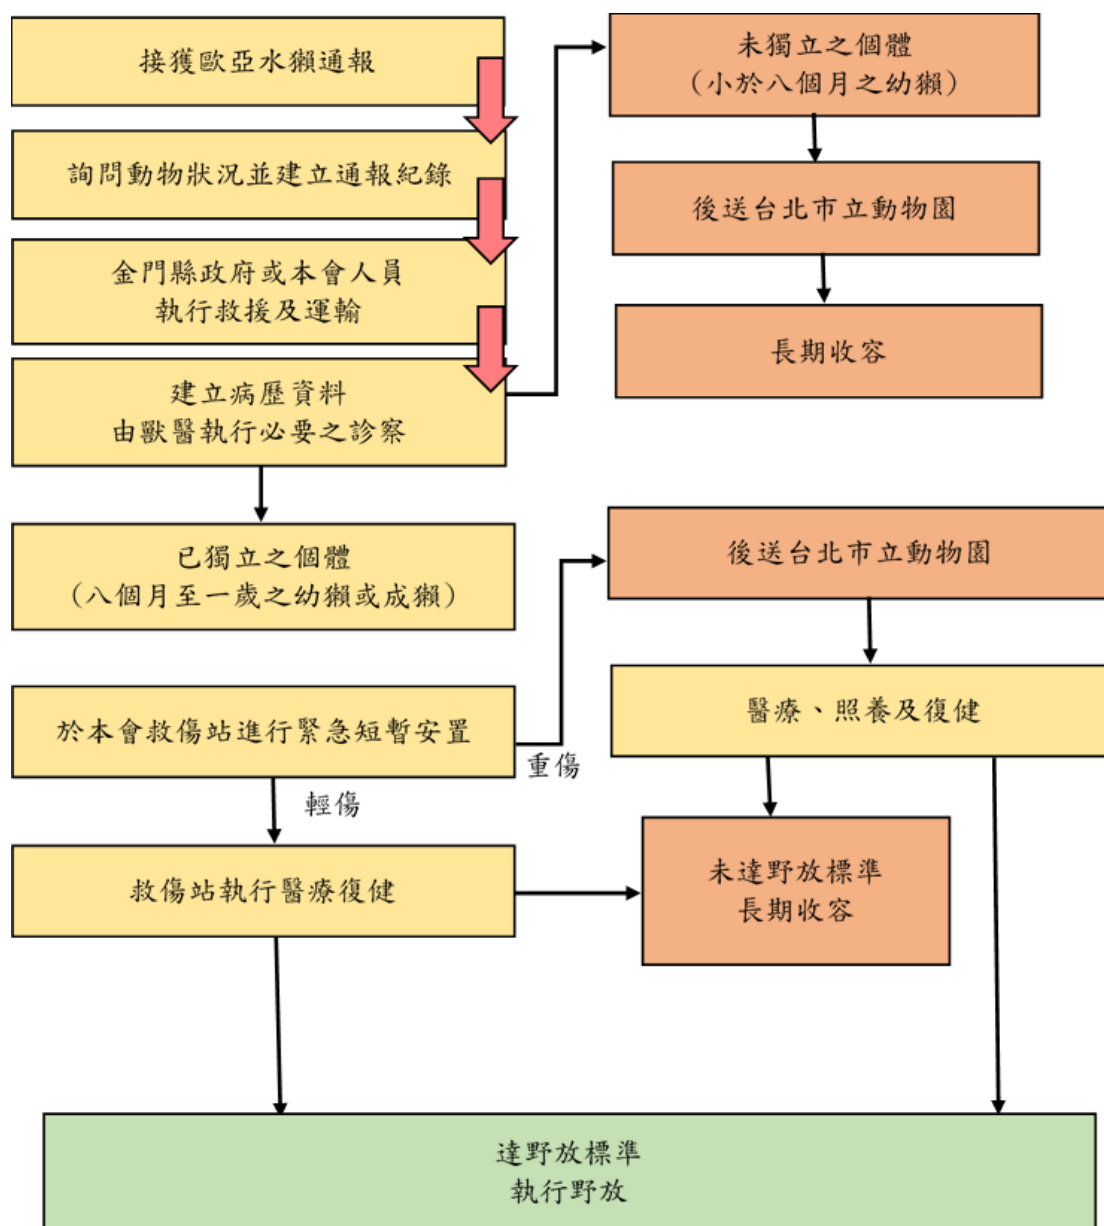 接獲歐亞水獺通報
詢問動物狀況並建立通報紀錄
金門縣政府或本會人員
執行救援及運輸
建立病歷資料
由獸醫執行必要之診察
未獨立之個體
（小於八個月之幼獺）
後送台北市立動物園
長期收容
已獨立之個體
（八個月至一歲之幼獺或成獺）
於本會救傷站進行緊急短暫安置
重傷
輕傷
後送台北市立動物園
醫療、照養及復健
救傷站執行醫療復健
未達野放標準
長期收容
達野放標準
執行野放